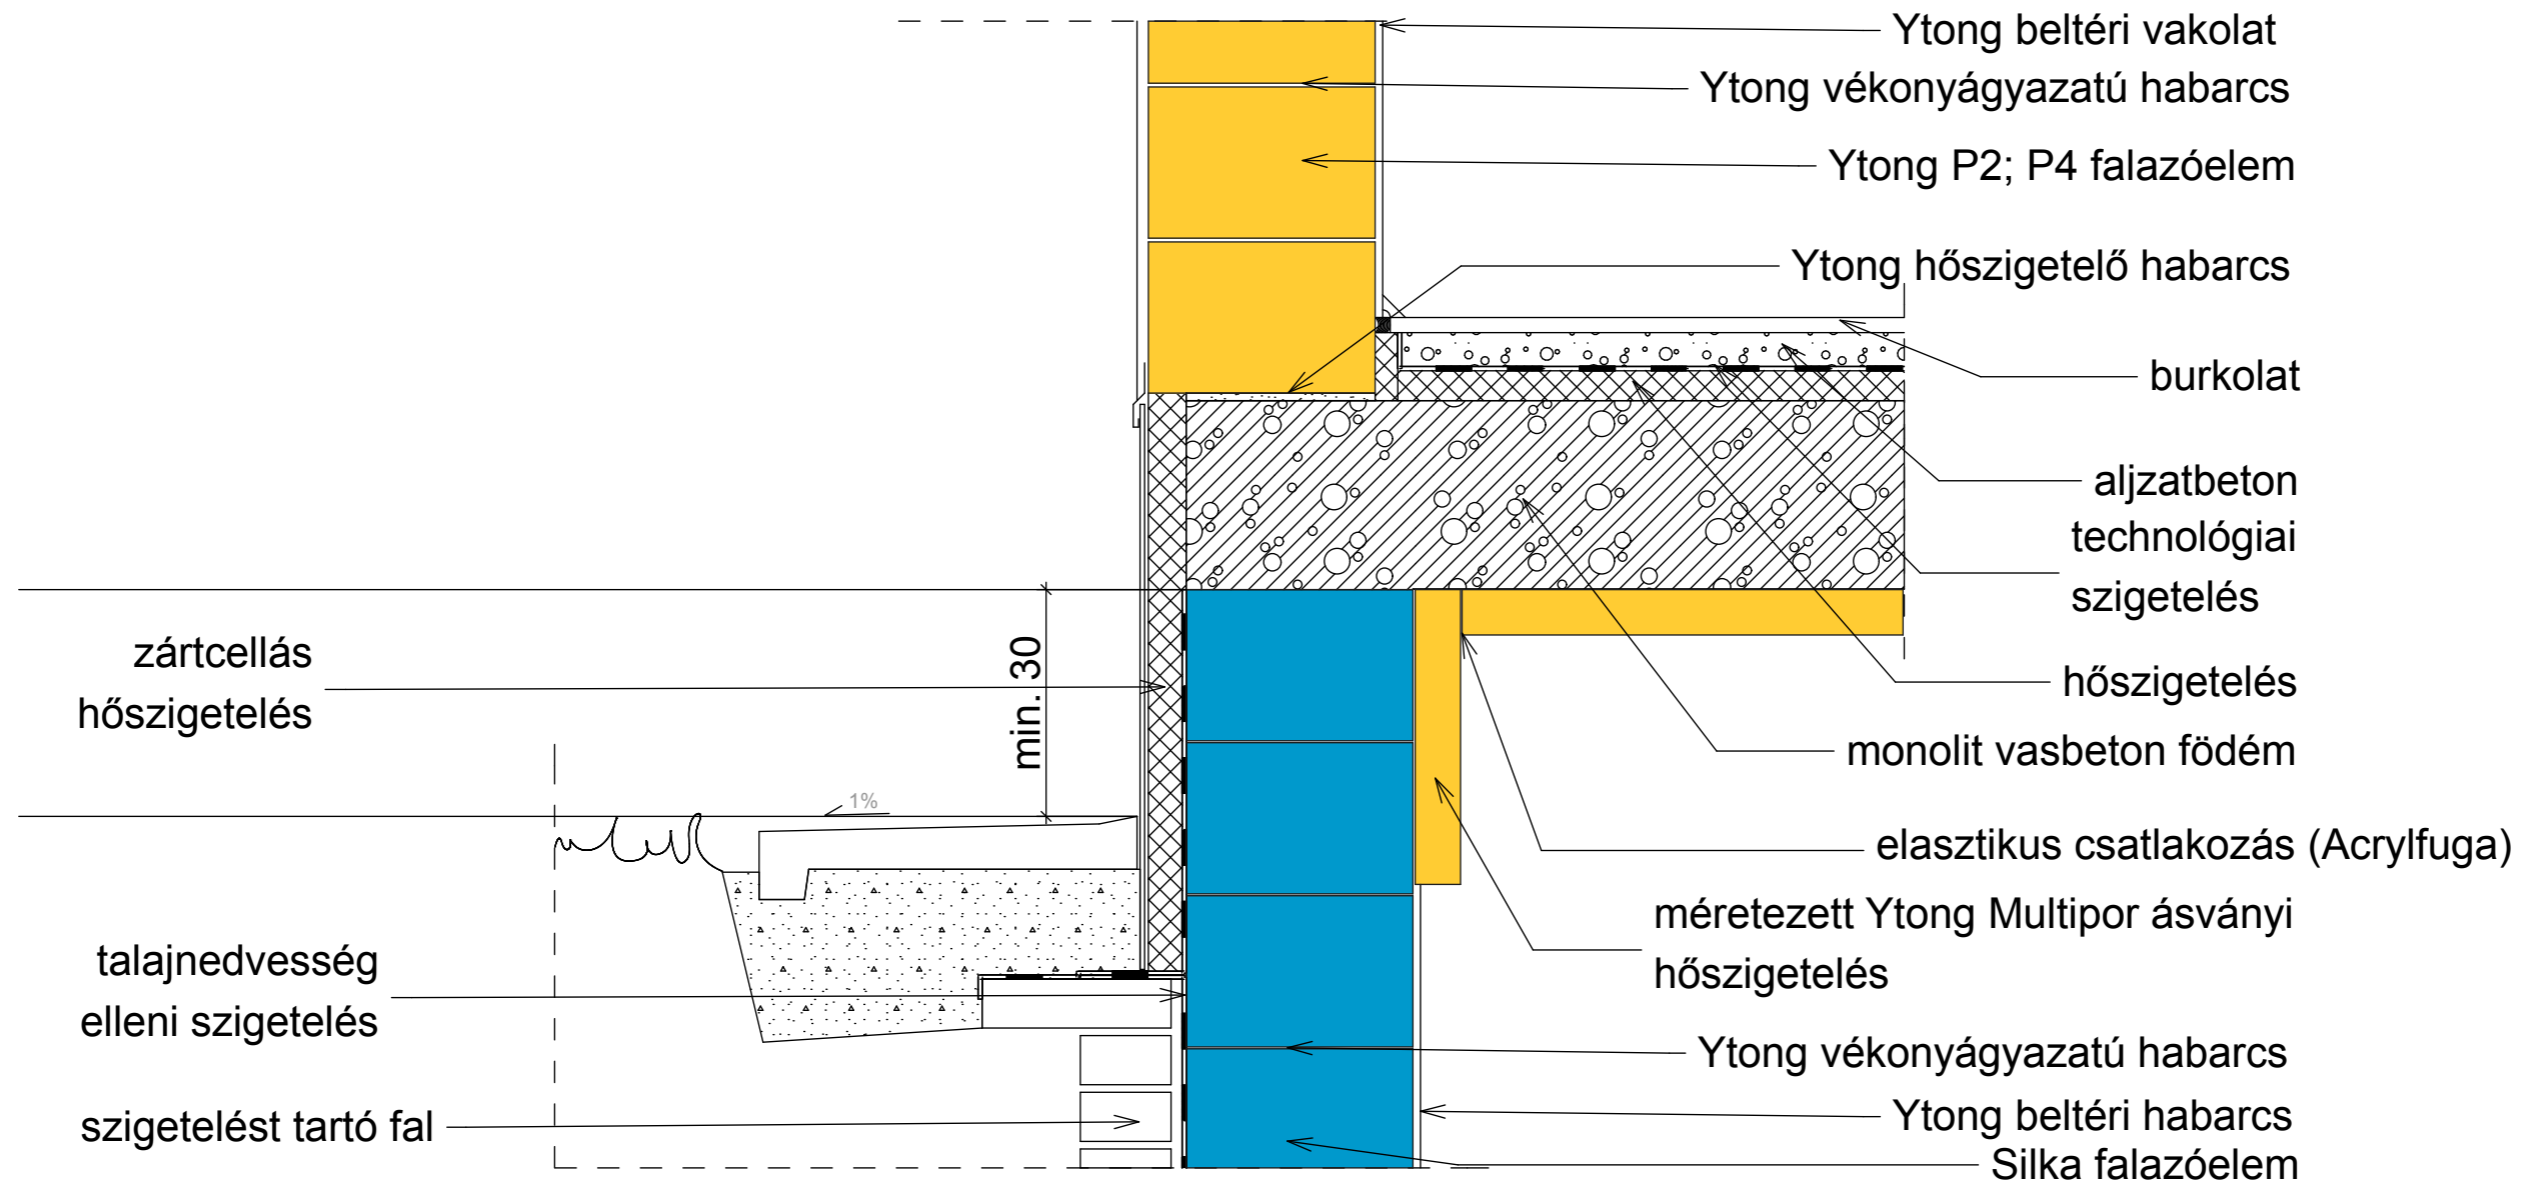 Ytong beltéri vakolat
Ytong vékonyágyazatú habarcs
Ytong P2; P4 falazóelem
Ytong hőszigetelő habarcs
burkolat
aljzatbeton
technológiai
szigetelés
hőszigetelés
monolit vasbeton födém
elasztikus csatlakozás (Acrylfuga)
méretezett Ytong Multipor ásványi
hőszigetelés
Ytong vékonyágyazatú habarcs
Ytong beltéri habarcs
Silka falazóelem
zártcellás
hőszigetelés
min. 30
1%
talajnedvesség
elleni szigetelés
szigetelést tartó fal